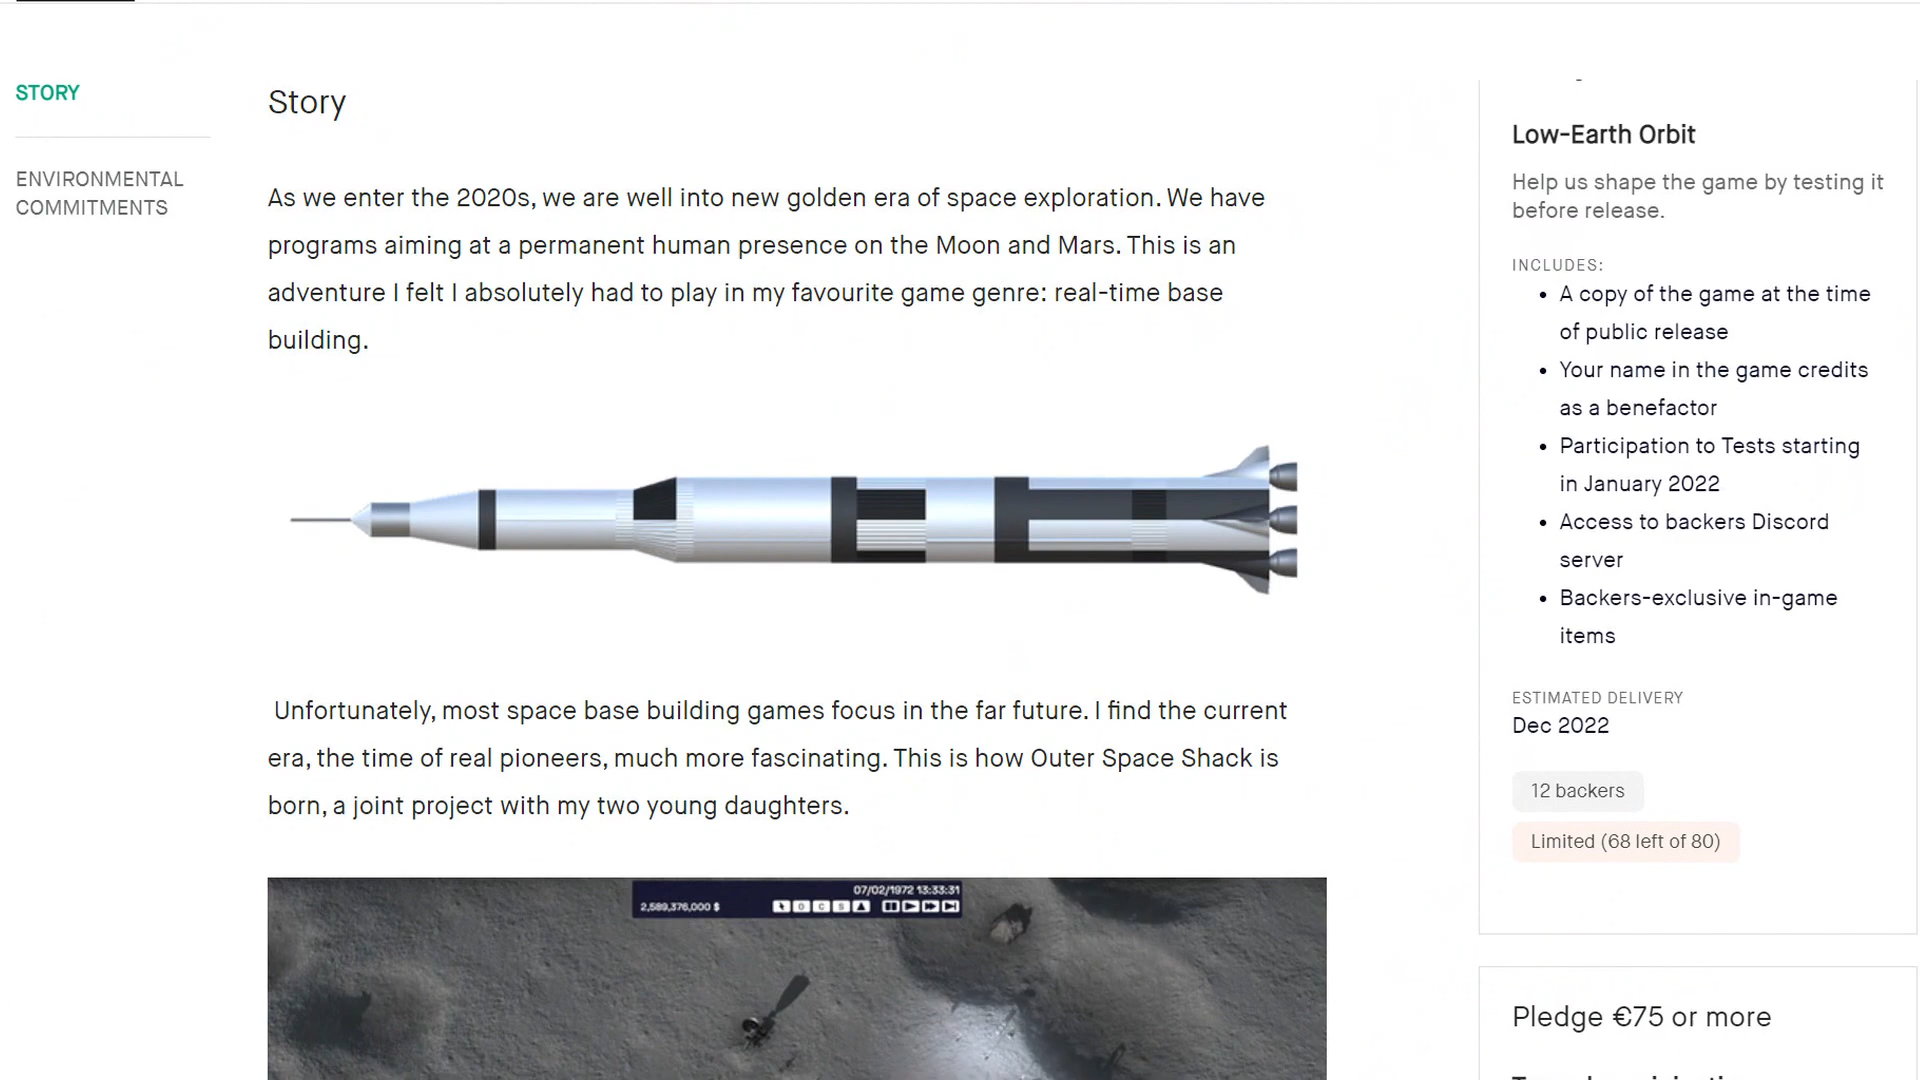 STORY
ENVIRONMENTAL
COMMITMENTS
Story
As we enter the 2020s, we are well into new golden era of space exploration. We have
programs aiming at a permanent human presence on the Moon and Mars. This is an
adventure I felt I absolutely had to play in my favourite game genre: real-time base
building.
Unfortunately, most space base building games focus in the far future. I find the current
era, the time of real pioneers, much more fascinating. This is how Outer Space Shack is
born, a joint project with my two young daughters.
07/02/1972 13:33:31
2,589,376,000 $
D C S
Low-Earth Orbit
Help us shape the game by testing it
before release.
INCLUDES:
• A copy of the game at the time
of public release
• Your name in the game credits
as a benefactor
• Participation to Tests starting
in January 2022
• Access to backers Discord
server
• Backers-exclusive in-game
items
ESTIMATED DELIVERY
Dec 2022
12 backers
Limited (68 left of 80)
Pledge €75 or more